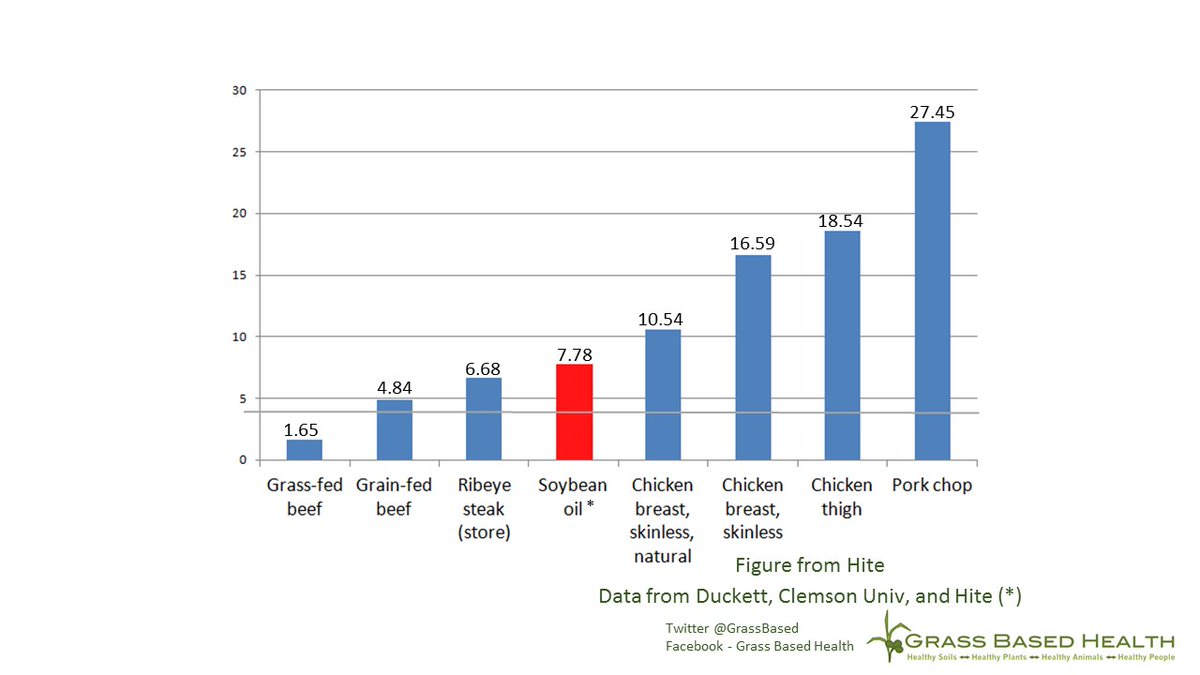 30
25
20
15
10
5
0
1.65
4.84
6.68
7.78
10.54
16.59
18.54
27.45
Grass-fed
beef
Grain-fed
beef
Ribeye
steak
(store)
Soybean
oil *
Chicken
breast,
skinless,
natural
Chicken
breast,
skinless
Chicken
thigh
Pork chop
Figure from Hite
Data from Duckett, Clemson Univ, and Hite (*)
Twitter @GrassBased
Facebook - Grass Based Health
GRASS BASED HEALTH
Healthy Soils ↔ Healthy Plants ↔ Healthy Animals ↔ Healthy People